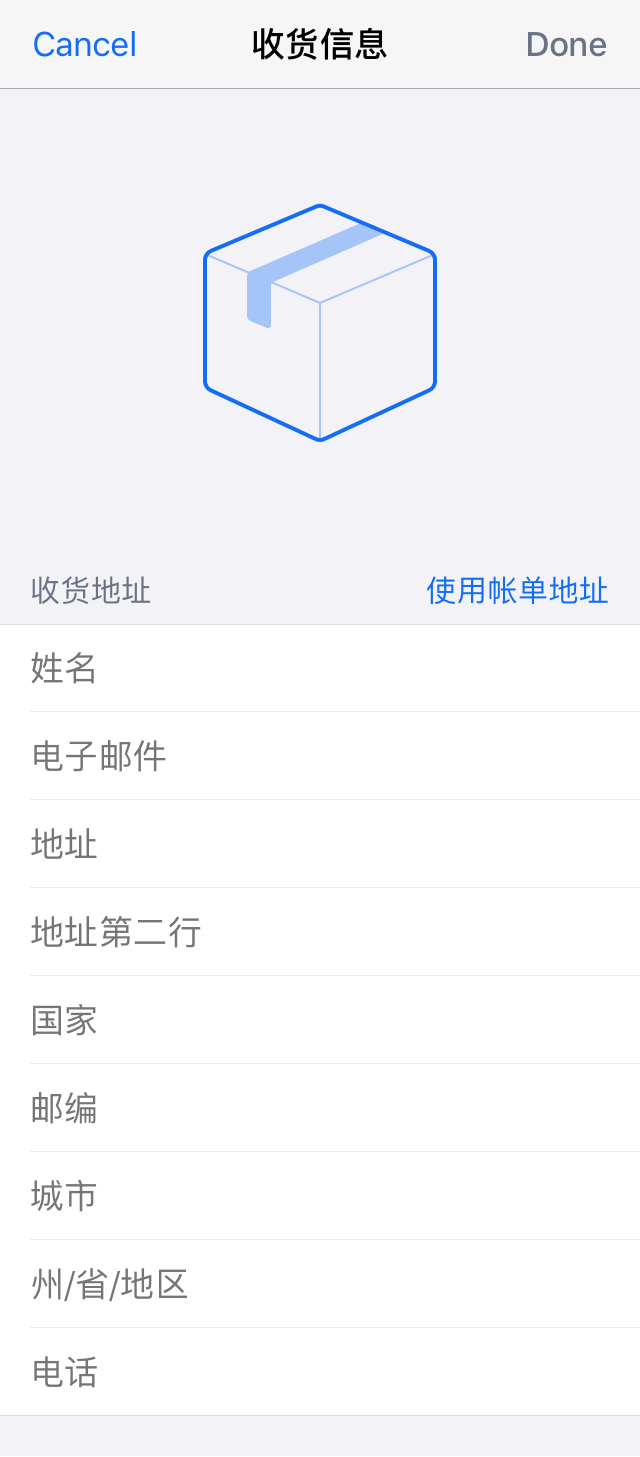 Cancel 收货信息 Done
收货地址 使用帐单地址
姓名
电子邮件
地址
地址第二行
国家
邮编
城市
州/省/地区
电话